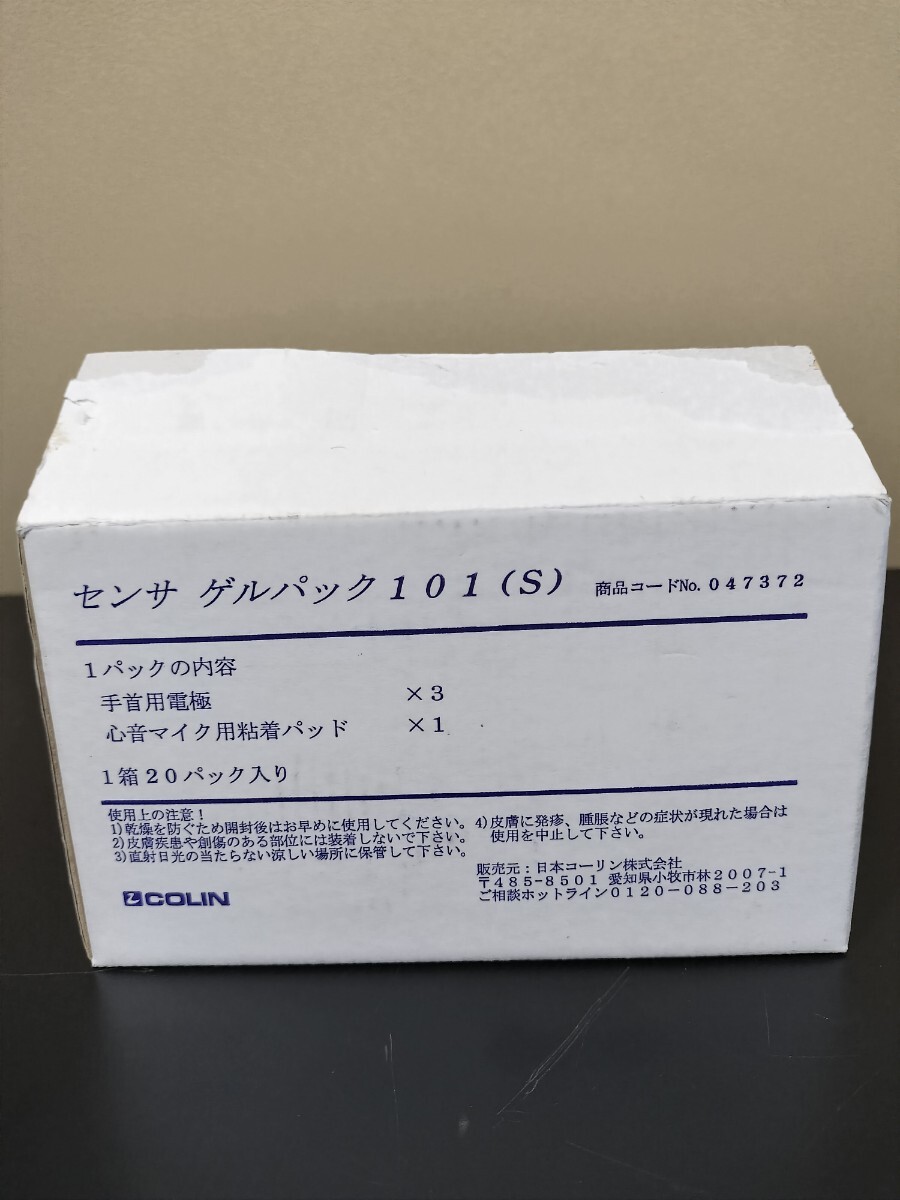 センサ ゲルパック101(S) 商品コードNo. 047372
1パックの内容
手首用電極 ×3
心音マイク用粘着パッド ×1
1箱20パック入り
使用上の注意!
1)乾燥を防ぐため開封後はお早めに使用してください。
2)皮膚疾患や創傷のある部位には装着しないで下さい。
3)直射日光の当たらない涼しい場所に保管して下さい。
4)皮膚に発疹、腫脹などの症状が現れた場合は
使用を中止して下さい。
販売元:日本コーリン株式会社
〒485-8501 愛知県小牧市林2007-1
ご相談ホットライン0120-088-203
COLIN